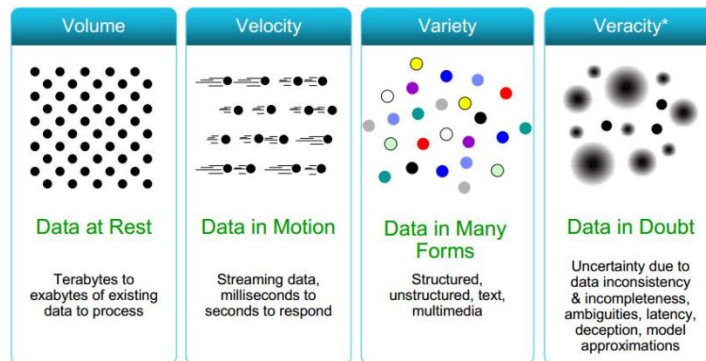 Volume
Data at Rest
Terabytes to
exabytes of existing
data to process
Velocity
Data in Motion
Streaming data,
milliseconds to
seconds to respond
Variety
Data in Many
Forms
Structured,
unstructured, text,
multimedia
Veracity*
Data in Doubt
Uncertainty due to
data inconsistency
& incompleteness,
ambiguities, latency,
deception, model
approximations